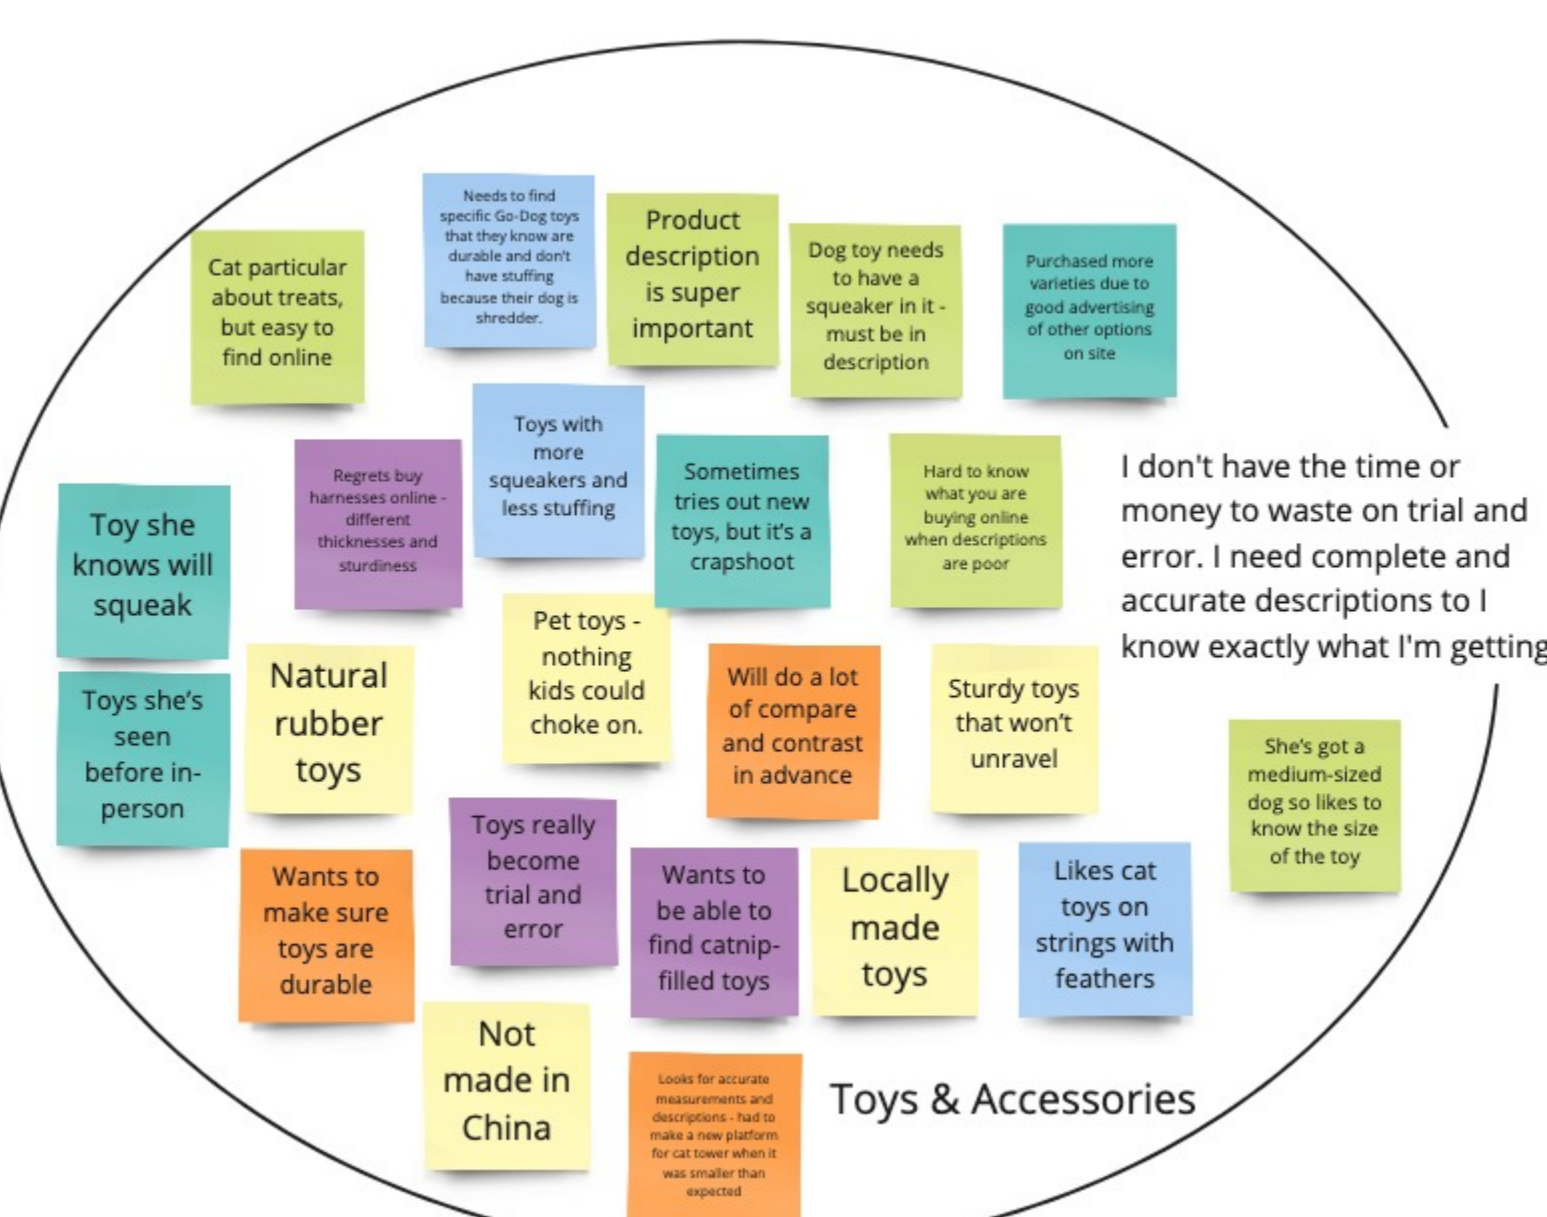 Needs to find
specific Go-Dog toys
that they know are
durable and don't
have stuffing
because their dog is
shredder.
Product
description
is super
important
Cat particular
about treats,
but easy to
find online
Dog toy needs
to have a
squeaker in it -
must be in
description
Purchased more
varieties due to
good advertising
of other options
on site
Toys with
more
squeakers and
less stuffing
Regrets buy
harnesses online -
different
thicknesses and
sturdiness
Sometimes
tries out new
toys, but it's a
crapshoot
Hard to know
what you are
buying online
when descriptions
are poor
I don't have the time or
money to waste on trial and
error. I need complete and
accurate descriptions to I
know exactly what I'm getting
Toy she
knows will
squeak
Pet toys -
nothing
kids could
choke on.
Natural
rubber
toys
Will do a lot
of compare
and contrast
in advance
Sturdy toys
that won't
unravel
Toys she's
seen
before in-
person
She's got a
medium-sized
dog so likes to
know the size
of the toy
Toys really
become
trial and
error
Wants to
make sure
toys are
durable
Wants to
be able to
find catnip-
filled toys
Locally
made
toys
Likes cat
toys on
strings with
feathers
Not
made in
China
Looks for accurate
measurements and
descriptions - had to
make a new platform
for cat tower when it
was smaller than
expected
Toys & Accessories